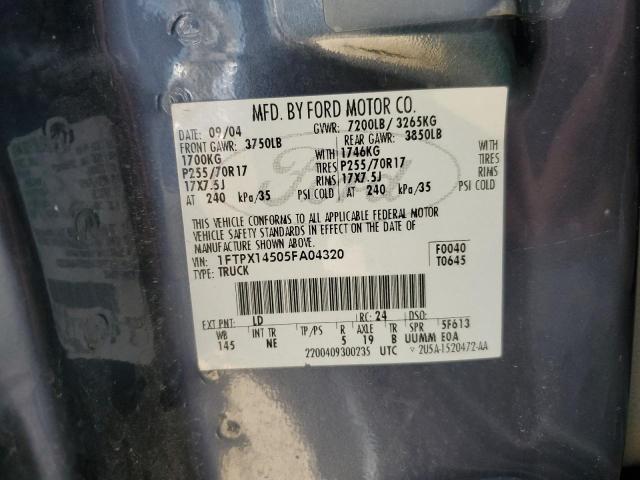 MFD. BY FORD MOTOR CO.
DATE: 09/04 GVWR: 7200LB/ 3265KG
FRONT GAWR: 3750LB REAR GAWR: 3850LB
1700KG WITH 1746KG WITH
P255/70R17 TIRES P255/70R17 TIRES
17X7.5J RIMS 17X7.5J RIMS
AT 240 kPa/35 PSI COLD AT 240 kPa/35 PSI COLD
Ford
THIS VEHICLE CONFORMS TO ALL APPLICABLE FEDERAL MOTOR
VEHICLE SAFETY STANDARDS IN EFFECT ON THE DATE OF
MANUFACTURE SHOWN ABOVE.
VIN: 1FTPX14505FA04320 F0040
TYPE: TRUCK T0645
EXT PNT: LD RC: 24 DSO:
WB INT TR TP/PS R AXLE TR SPR 5F613
145 NE 5 19 B UUMM E0A
2200409300235 UTC ▽ 2U5A-1520472-AA